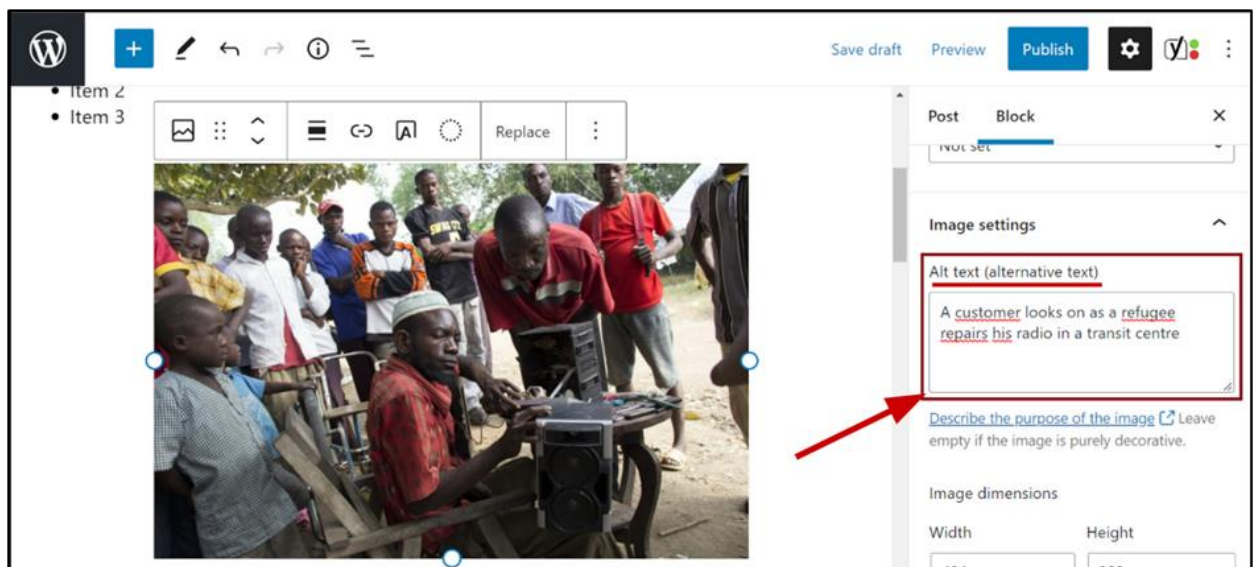 Save draft
Preview
Publish
Item 2
Item 3
Replace
Post
Block
Not set
Image settings
Alt text (alternative text)
A customer looks on as a refugee
repairs his radio in a transit centre
Describe the purpose of the image Leave
empty if the image is purely decorative.
Image dimensions
Width
Height